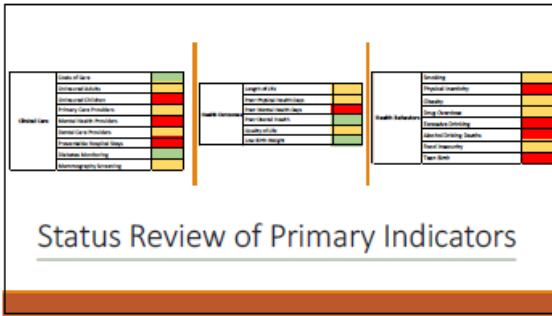 Clinical Care
Costs of Care
Uninsured Adults
Uninsured Children
Primary Care Providers
Mental Health Providers
Dental Care Providers
Preventable Hospital Stays
Diabetes Monitoring
Mammography Screening
Health Outcomes
Length of Life
Poor Physical Health Days
Poor Mental Health Days
Poor Overall Health
Quality of Life
Low Birth Weight
Health Behaviors
Smoking
Physical Inactivity
Obesity
Drug Overdose
Excessive Drinking
Alcohol Driving Deaths
Food Insecurity
Teen Birth
Status Review of Primary Indicators